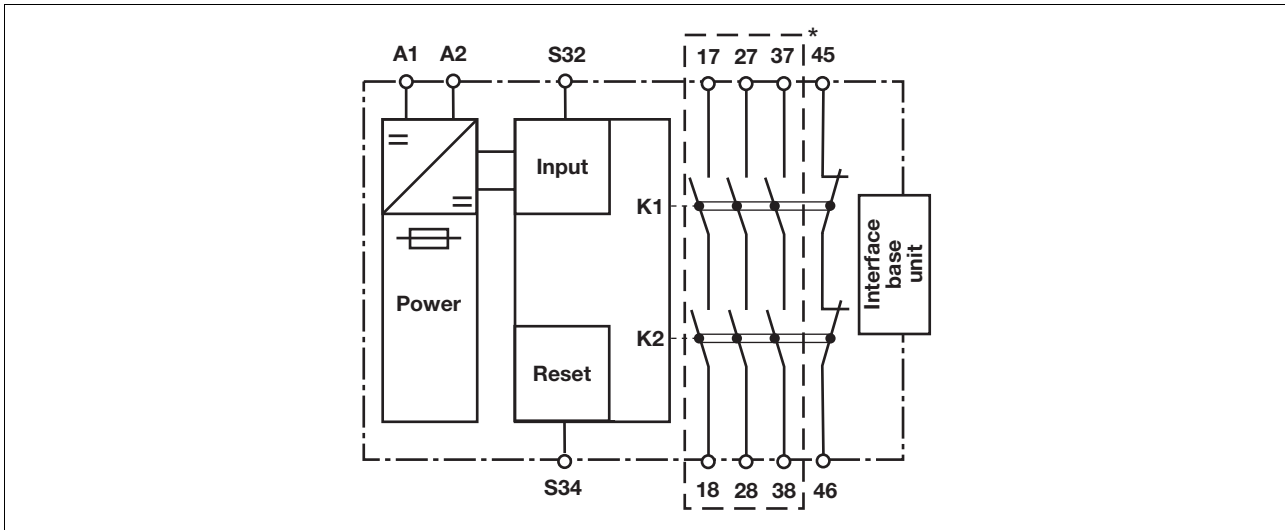 *
A1 A2 S32 17 27 37 45
Input
K1
Interface
base
unit
Power
K2
Reset
S34 18 28 38 46